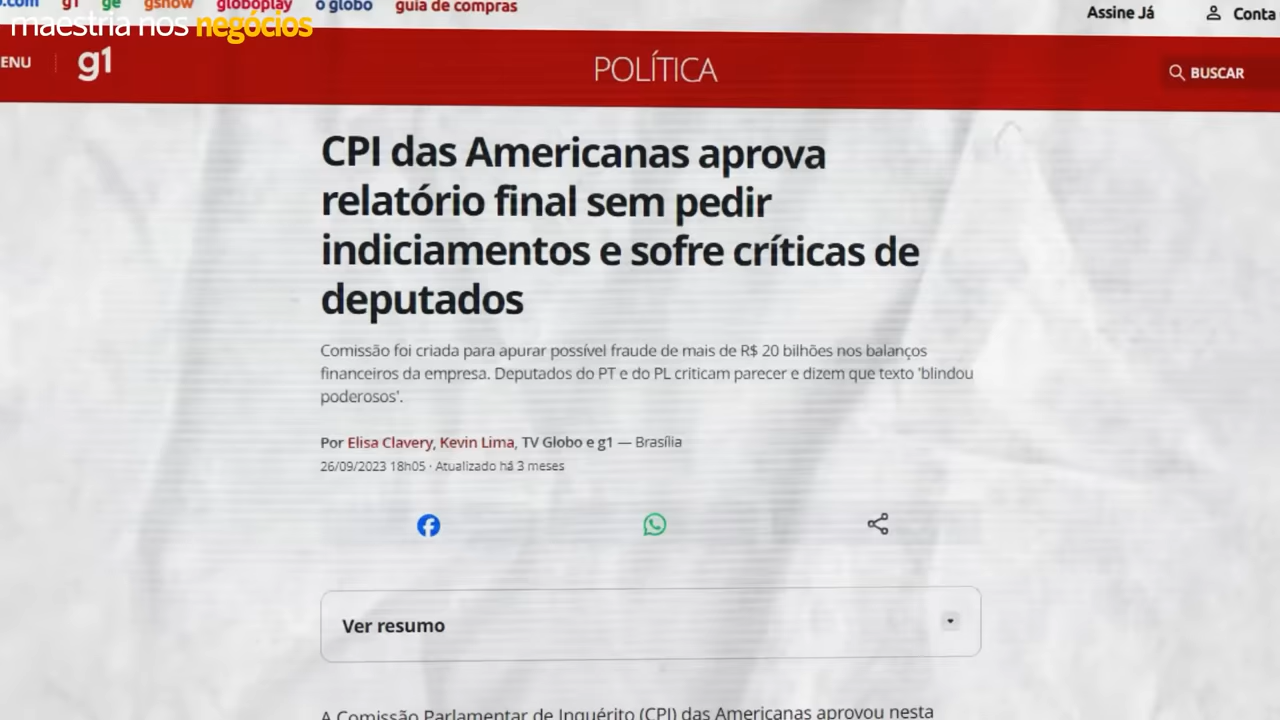 .com g1 ge gshow globoplay o globo guia de compras
Assine Já Conta
maestria nos negócios
ENU g1 POLÍTICA BUSCAR
CPI das Americanas aprova
relatório final sem pedir
indiciamentos e sofre críticas de
deputados
Comissão foi criada para apurar possível fraude de mais de R$ 20 bilhões nos balanços
financeiros da empresa. Deputados do PT e do PL criticam parecer e dizem que texto 'blindou
poderosos'.
Por Elisa Clavery, Kevin Lima, TV Globo e g1 — Brasília
26/09/2023 18h05 · Atualizado há 3 meses
Ver resumo
A Comissão Parlamentar de Inquérito (CPI) das Americanas aprovou nesta